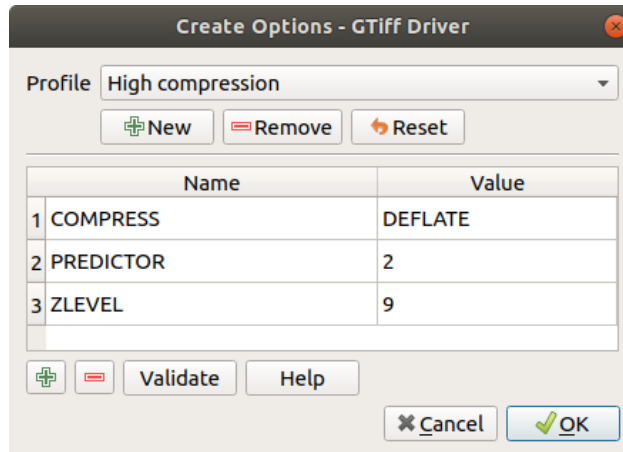 Create Options - GTiff Driver
Profile High compression
New Remove Reset
Name Value
1 COMPRESS DEFLATE
2 PREDICTOR 2
3 ZLEVEL 9
Validate Help
Cancel OK